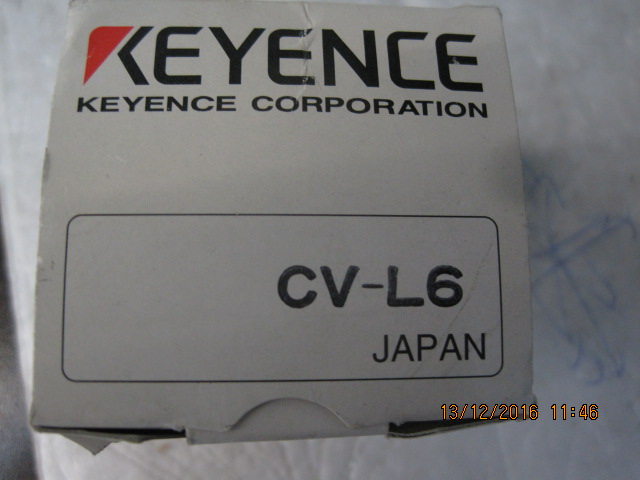 KEYENCE
KEYENCE CORPORATION
CV-L6
JAPAN
13/12/2016 11:46